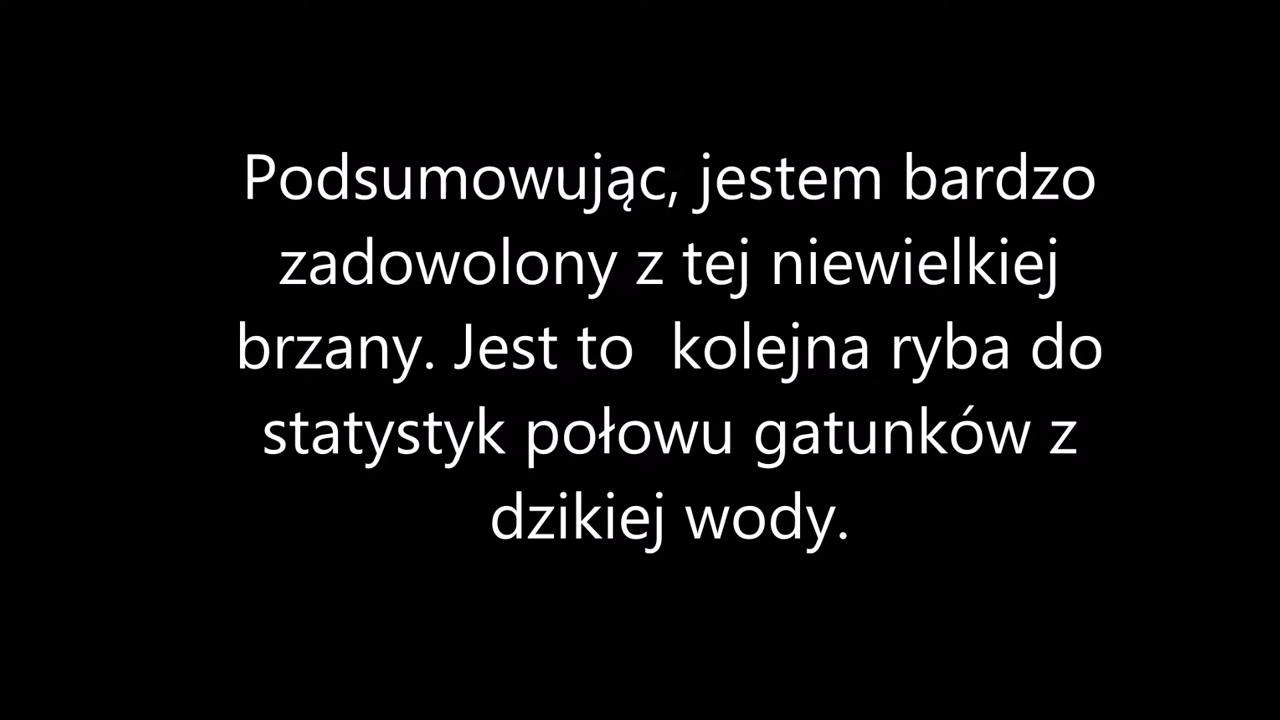 Podsumowując, jestem bardzo
zadowolony z tej niewielkiej
brzany. Jest to  kolejna ryba do
statystyk połowu gatunków z
dzikiej wody.